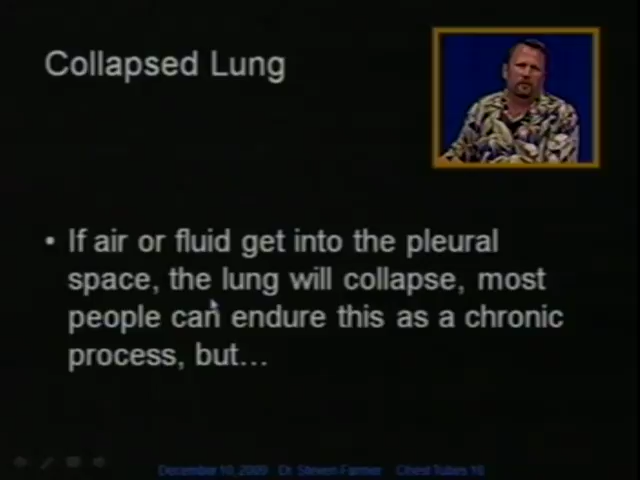 Collapsed Lung
• If air or fluid get into the pleural
space, the lung will collapse, most
people can endure this as a chronic
process, but...
December 10, 2009 Dr. Steven Farmer Chest Tubes 16